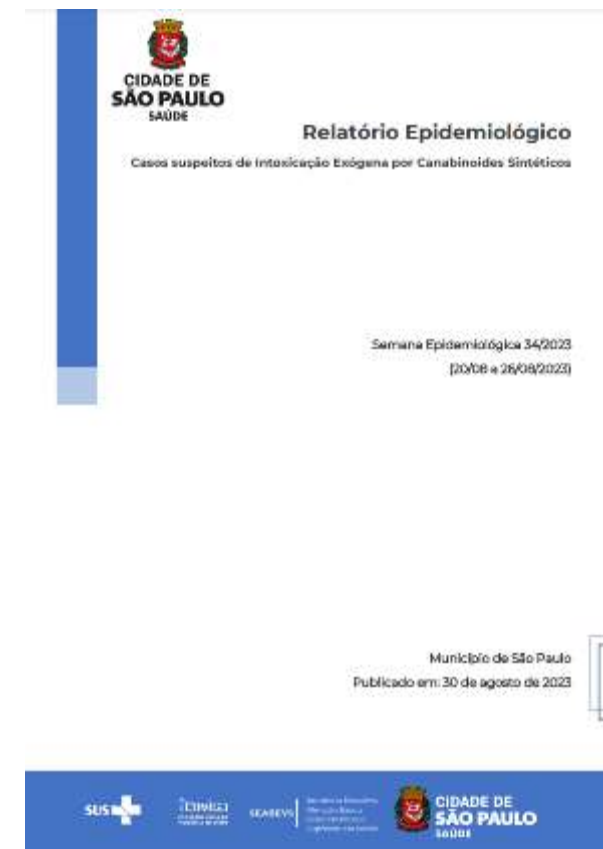 CIDADE DE
SÃO PAULO
SAÚDE
Relatório Epidemiológico
Casos suspeitos de Intoxicação Exógena por Canabinoides Sintéticos
Semana Epidemiológica 34/2023
(20/08 a 26/08/2023)
Município de São Paulo
Publicado em: 30 de agosto de 2023
SUS
SEABEVS
CIDADE DE
SÃO PAULO
SAÚDE